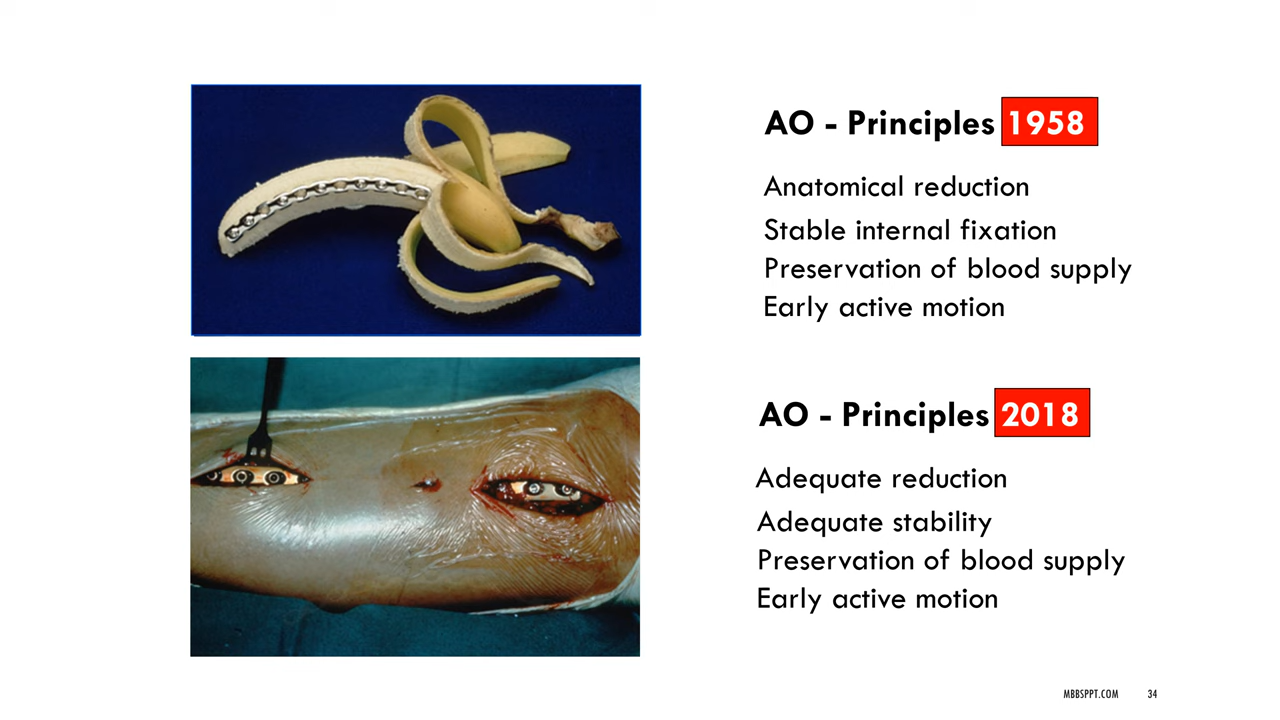 AO - Principles 1958
Anatomical reduction
Stable internal fixation
Preservation of blood supply
Early active motion
AO - Principles 2018
Adequate reduction
Adequate stability
Preservation of blood supply
Early active motion
MBBSPPT.COM 34